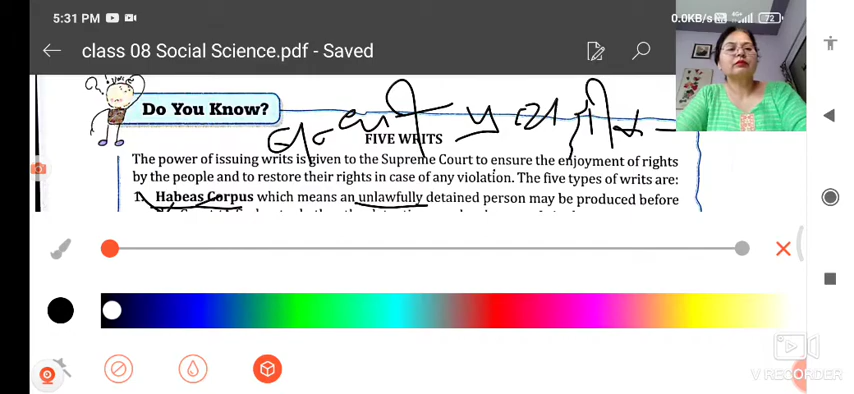 5:31 PM
0.0KB/s 4G+ 72
class 08 Social Science.pdf - Saved
Do You Know?
FIVE WRITS
The power of issuing writs is given to the Supreme Court to ensure the enjoyment of rights
by the people and to restore their rights in case of any violation. The five types of writs are:
1. Habeas Corpus which means an unlawfully detained person may be produced before
V RECORDER